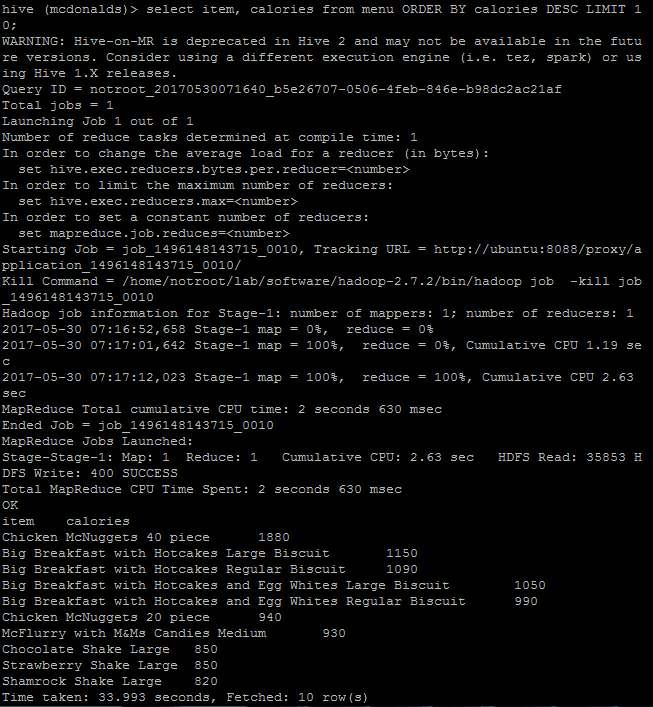 hive (mcdonalds)> select item, calories from menu ORDER BY calories DESC LIMIT 1
0;
WARNING: Hive-on-MR is deprecated in Hive 2 and may not be available in the futu
re versions. Consider using a different execution engine (i.e. tez, spark) or us
ing Hive 1.X releases.
Query ID = notroot_20170530071640_b5e26707-0506-4feb-846e-b98dc2ac21af
Total jobs = 1
Launching Job 1 out of 1
Number of reduce tasks determined at compile time: 1
In order to change the average load for a reducer (in bytes):
  set hive.exec.reducers.bytes.per.reducer=<number>
In order to limit the maximum number of reducers:
  set hive.exec.reducers.max=<number>
In order to set a constant number of reducers:
  set mapreduce.job.reduces=<number>
Starting Job = job_1496148143715_0010, Tracking URL = http://ubuntu:8088/proxy/a
pplication_1496148143715_0010/
Kill Command = /home/notroot/lab/software/hadoop-2.7.2/bin/hadoop job  -kill job
_1496148143715_0010
Hadoop job information for Stage-1: number of mappers: 1; number of reducers: 1
2017-05-30 07:16:52,658 Stage-1 map = 0%,  reduce = 0%
2017-05-30 07:17:01,642 Stage-1 map = 100%,  reduce = 0%, Cumulative CPU 1.19 se
c
2017-05-30 07:17:12,023 Stage-1 map = 100%,  reduce = 100%, Cumulative CPU 2.63
sec
MapReduce Total cumulative CPU time: 2 seconds 630 msec
Ended Job = job_1496148143715_0010
MapReduce Jobs Launched:
Stage-Stage-1: Map: 1  Reduce: 1   Cumulative CPU: 2.63 sec   HDFS Read: 35853 H
DFS Write: 400 SUCCESS
Total MapReduce CPU Time Spent: 2 seconds 630 msec
OK
item    calories
Chicken McNuggets 40 piece      1880
Big Breakfast with Hotcakes Large Biscuit       1150
Big Breakfast with Hotcakes Regular Biscuit     1090
Big Breakfast with Hotcakes and Egg Whites Large Biscuit        1050
Big Breakfast with Hotcakes and Egg Whites Regular Biscuit      990
Chicken McNuggets 20 piece      940
McFlurry with M&Ms Candies Medium       930
Chocolate Shake Large   850
Strawberry Shake Large  850
Shamrock Shake Large    820
Time taken: 33.993 seconds, Fetched: 10 row(s)